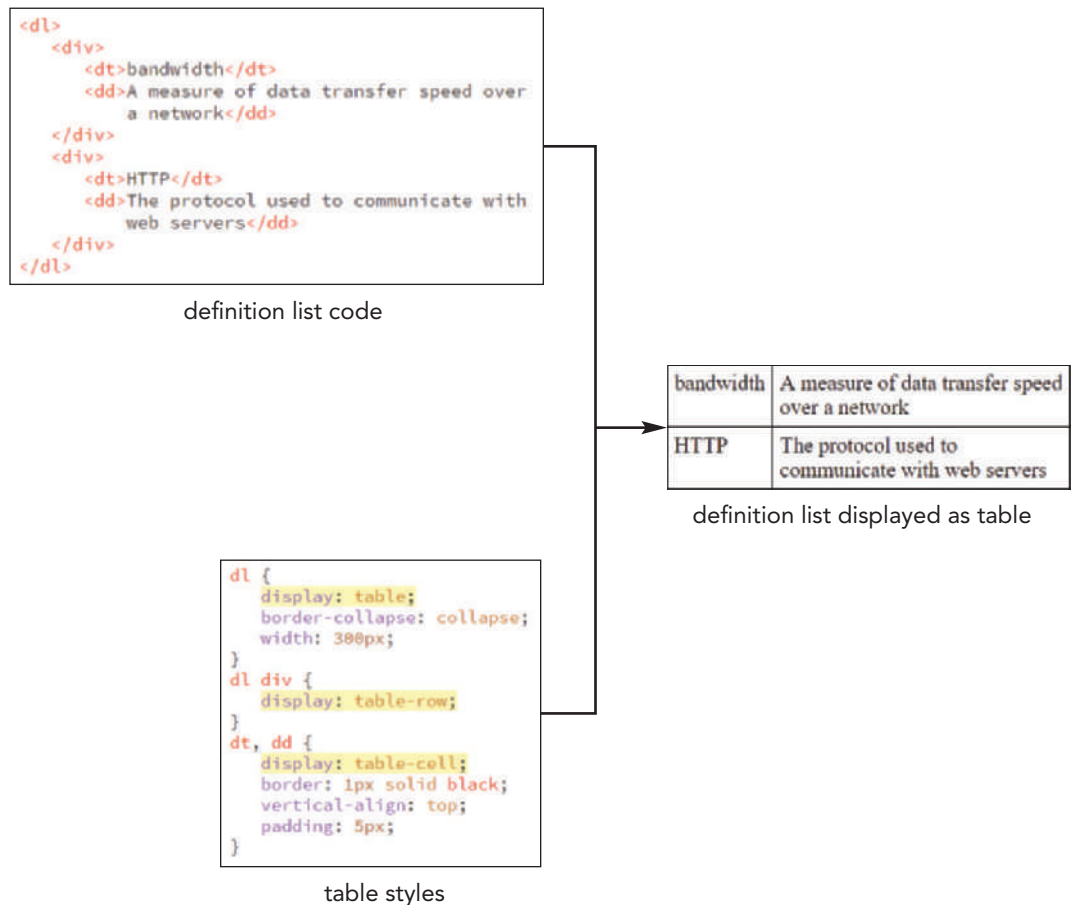 <dl>
<div>
<dt>bandwidth</dt>
<dd>A measure of data transfer speed over
a network</dd>
</div>
<div>
<dt>HTTP</dt>
<dd>The protocol used to communicate with
web servers</dd>
</div>
</dl>
definition list code
bandwidth A measure of data transfer speed
over a network
HTTP The protocol used to
communicate with web servers
definition list displayed as table
dl {
display: table;
border-collapse: collapse;
width: 300px;
}
dl div {
display: table-row;
}
dt, dd {
display: table-cell;
border: 1px solid black;
vertical-align: top;
padding: 5px;
}
table styles